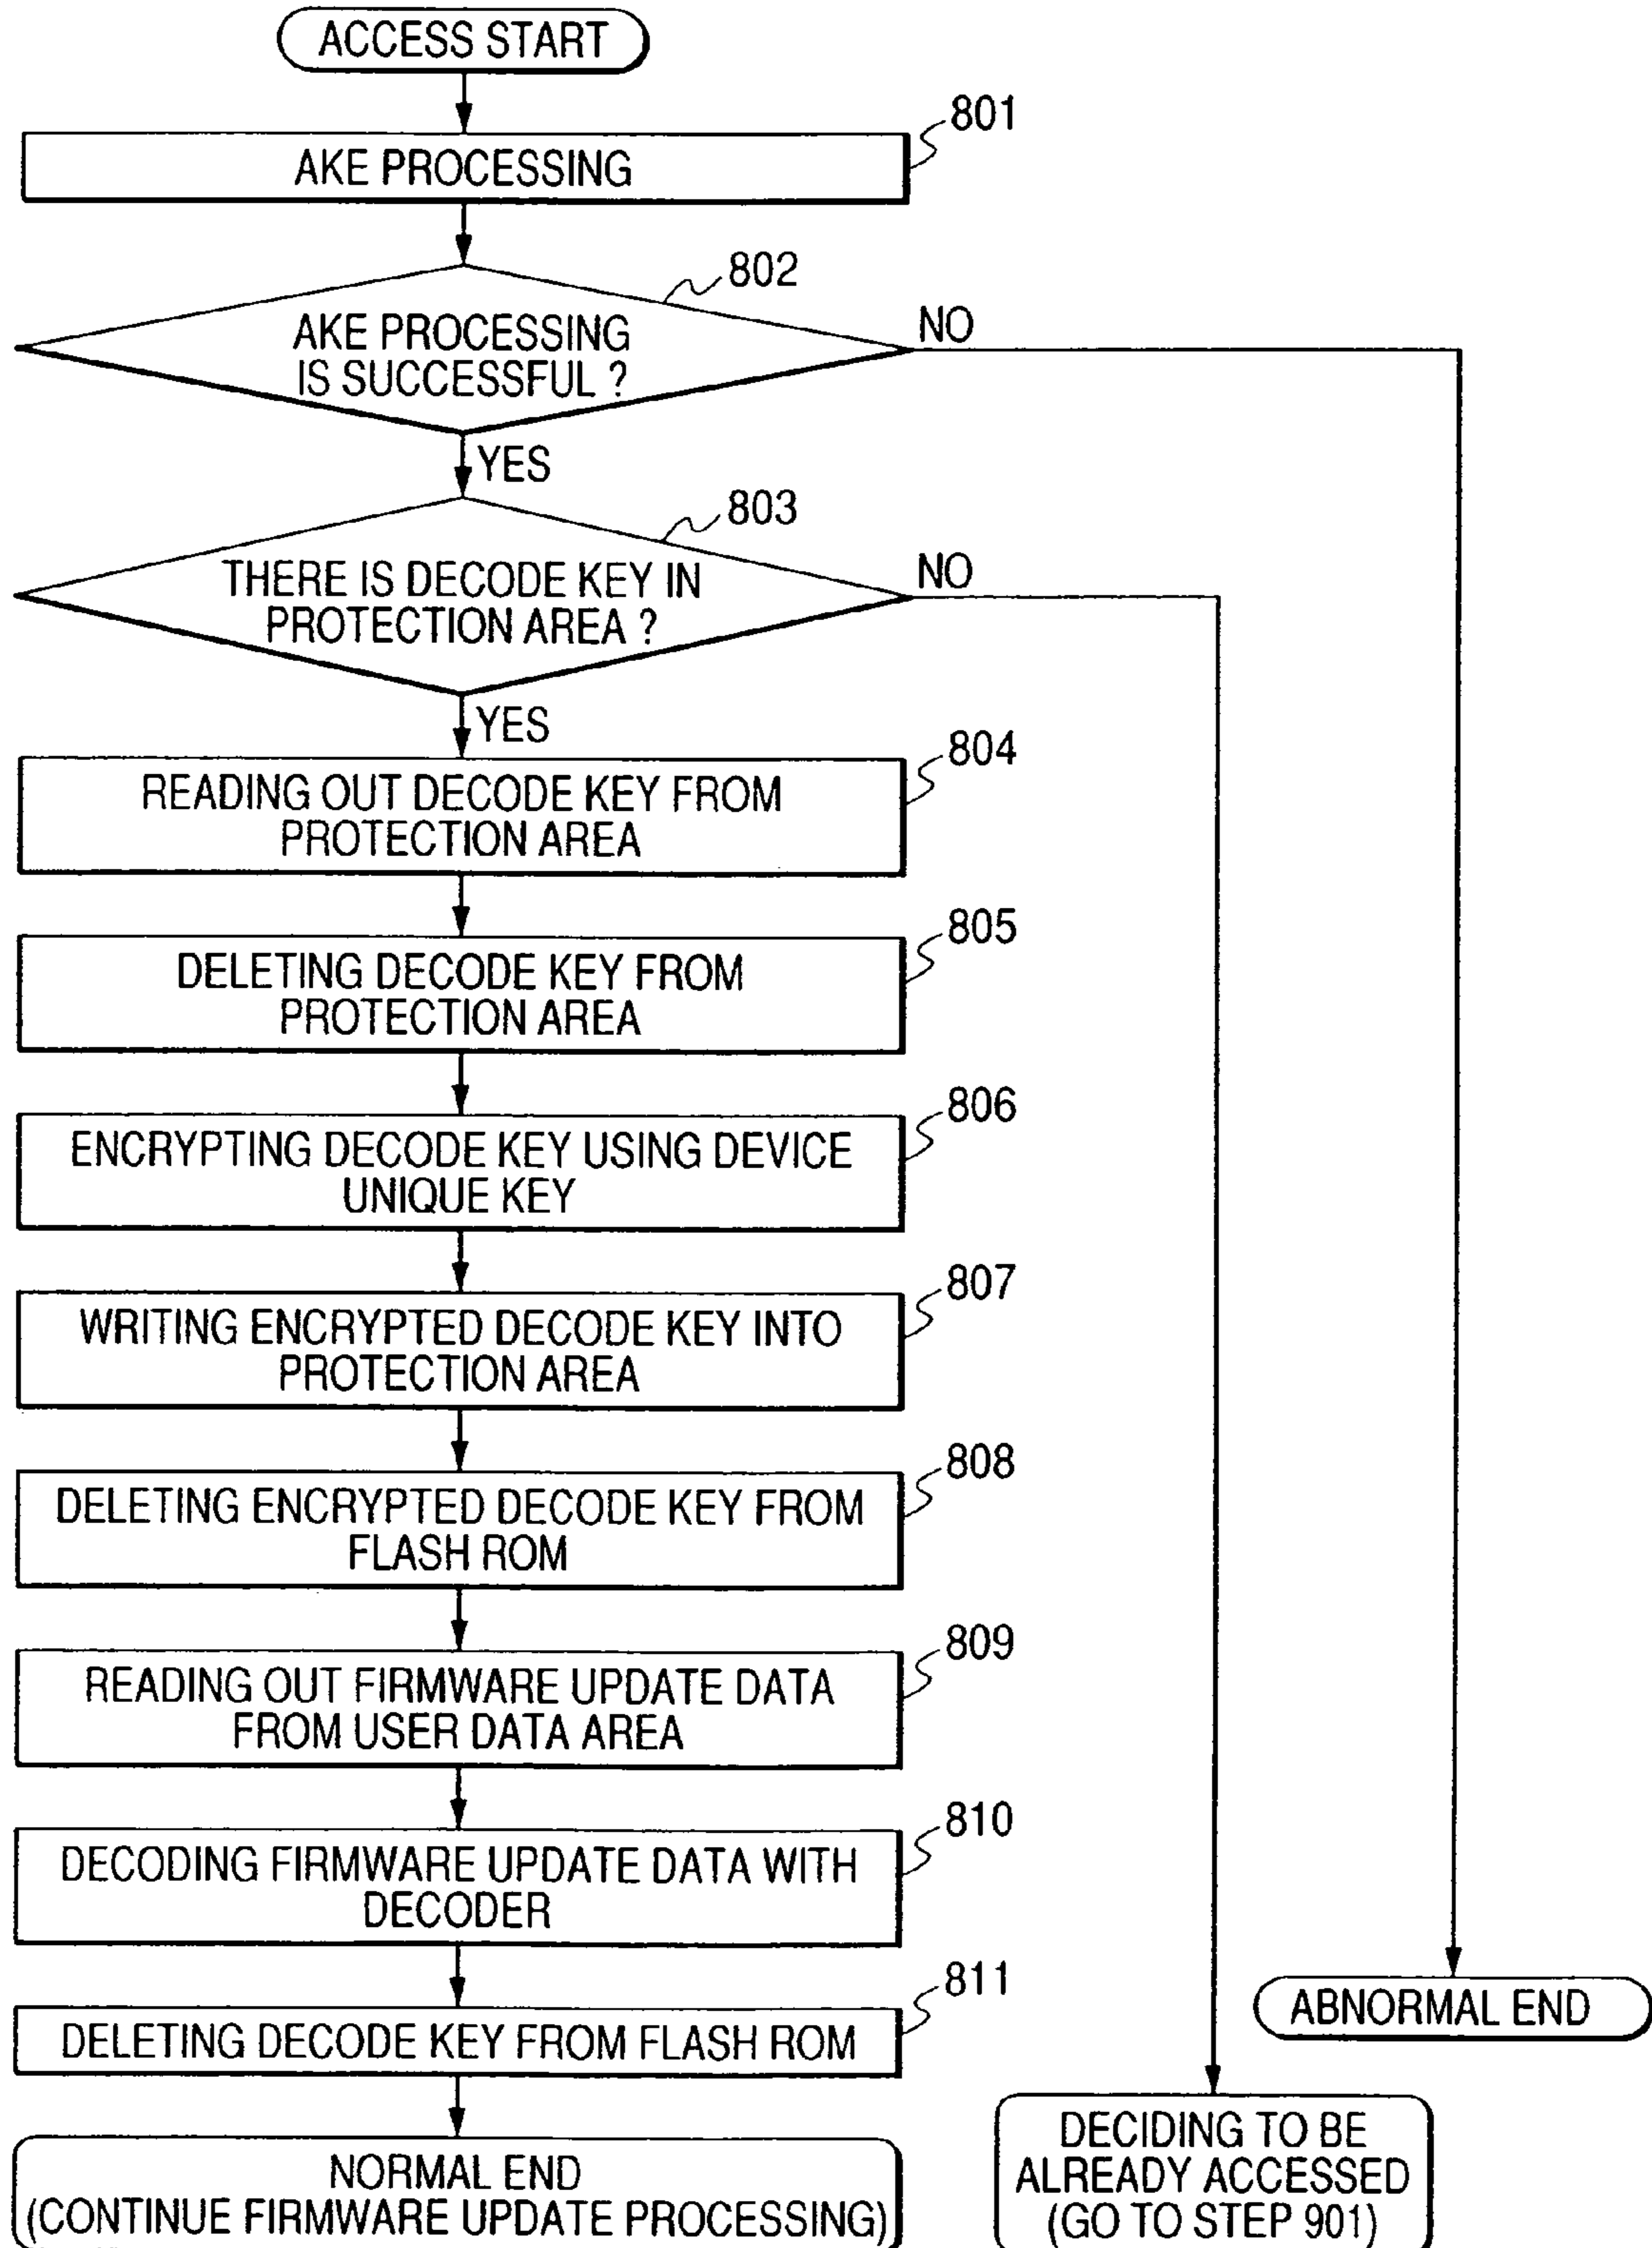 ACCESS START
801
AKE PROCESSING
802
AKE PROCESSING
IS SUCCESSFUL ?
NO
YES
803
THERE IS DECODE KEY IN
PROTECTION AREA ?
NO
YES
804
READING OUT DECODE KEY FROM
PROTECTION AREA
805
DELETING DECODE KEY FROM
PROTECTION AREA
806
ENCRYPTING DECODE KEY USING DEVICE
UNIQUE KEY
807
WRITING ENCRYPTED DECODE KEY INTO
PROTECTION AREA
808
DELETING ENCRYPTED DECODE KEY FROM
FLASH ROM
809
READING OUT FIRMWARE UPDATE DATA
FROM USER DATA AREA
810
DECODING FIRMWARE UPDATE DATA WITH
DECODER
811
DELETING DECODE KEY FROM FLASH ROM
ABNORMAL END
NORMAL END
(CONTINUE FIRMWARE UPDATE PROCESSING)
DECIDING TO BE
ALREADY ACCESSED
(GO TO STEP 901)